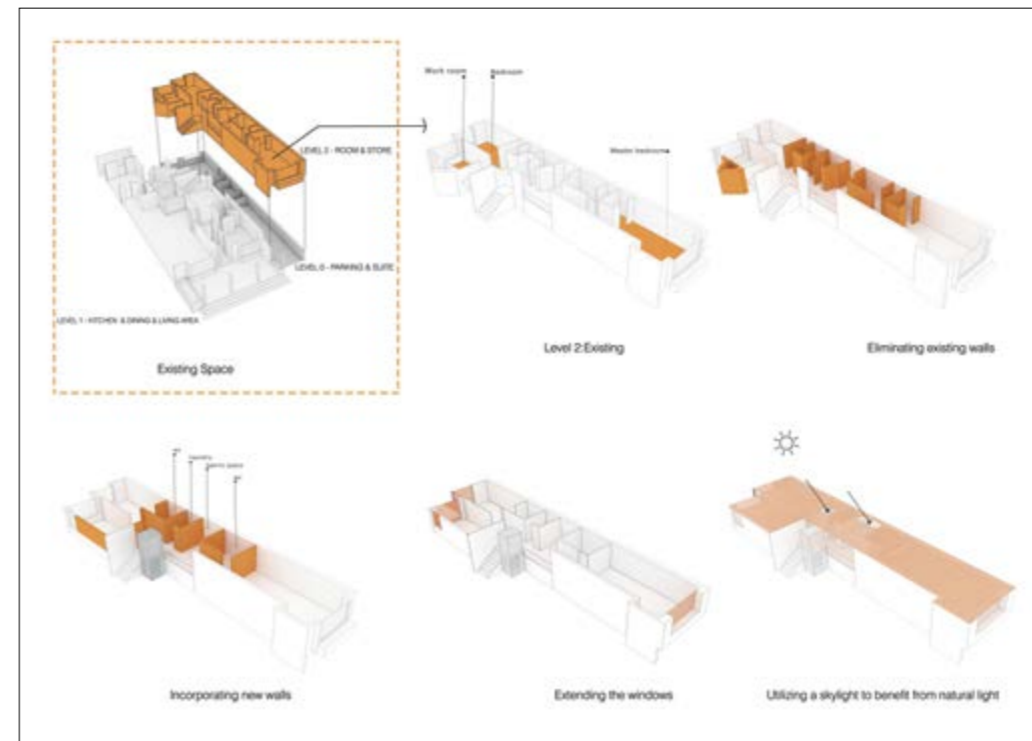 LEVEL 2 - ROOM & STORE
LEVEL 0 - PARKING & SUITE
LEVEL 1 - KITCHEN & DINING & LIVING AREA
Existing Space
Work room
Bedroom
Master bedroom
Level 2:Existing
Eliminating existing walls
Incorporating new walls
Extending the windows
Utilizing a skylight to benefit from natural light